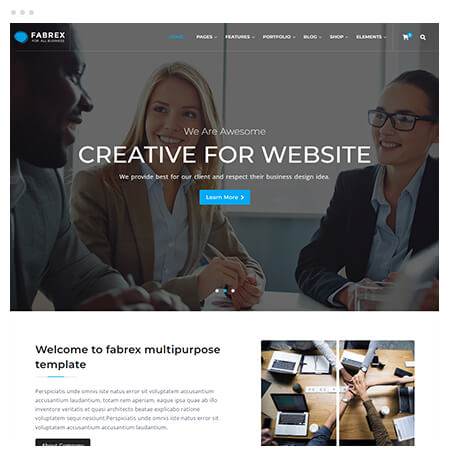 FABREX
FOR ALL BUSINESS
HOME PAGES FEATURES PORTFOLIO BLOG SHOP ELEMENTS
We Are Awesome
CREATIVE FOR WEBSITE
We provide best for our client and respect their business design idea.
Learn More
Welcome to fabrex multipurpose
template
Perspiciatis unde omnis iste natus error sit voluptatem accusantium
accusantium laudantium, totam rem aperiam, eaque ipsa quae ab illo
inventore veritatis et quasi architecto beatae explicabo ratione
voluptatem sequi nesciunt.Perspiciatis unde omnis iste natus error sit
voluptatem accusantium accusantium laudantium.
About Company